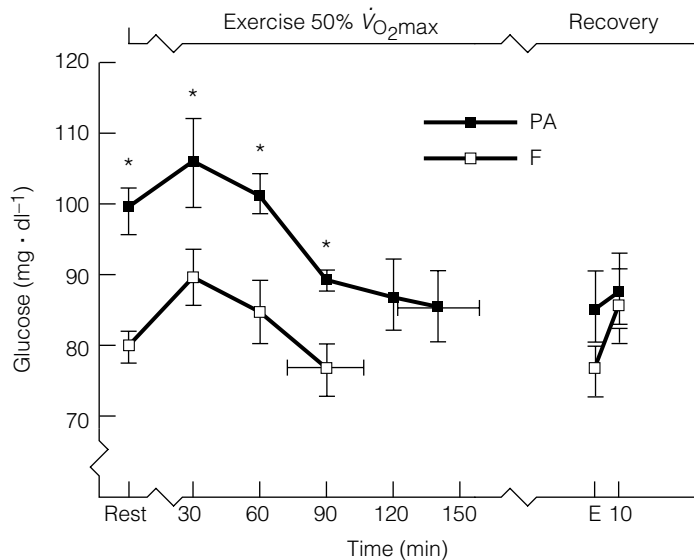 Exercise 50% V̇O₂max Recovery
120
110
100
90
80
70
Glucose (mg · dl⁻¹)
* * * *
PA
F
Rest 30 60 90 120 150 E 10
Time (min)